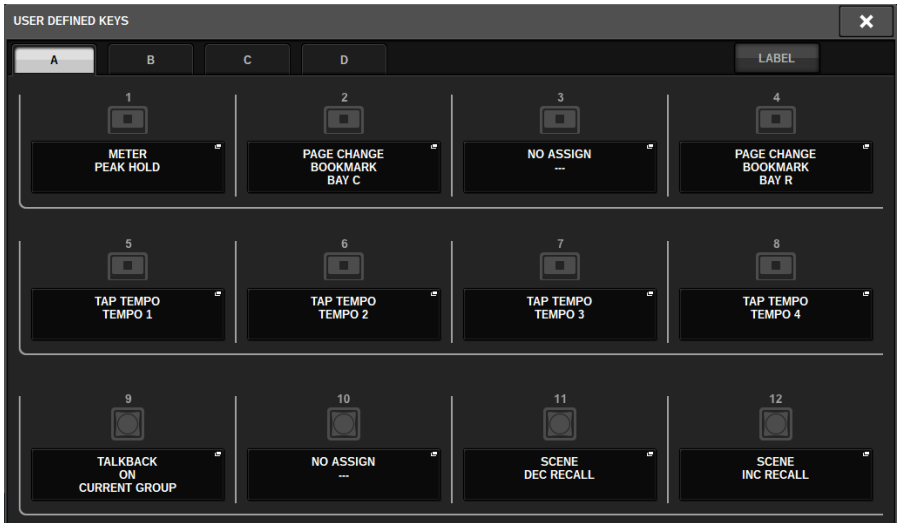 USER DEFINED KEYS
A B C D LABEL
1 2 3 4
METER
PEAK HOLD
PAGE CHANGE
BOOKMARK
BAY C
NO ASSIGN
---
PAGE CHANGE
BOOKMARK
BAY R
5 6 7 8
TAP TEMPO
TEMPO 1
TAP TEMPO
TEMPO 2
TAP TEMPO
TEMPO 3
TAP TEMPO
TEMPO 4
9 10 11 12
TALKBACK
ON
CURRENT GROUP
NO ASSIGN
---
SCENE
DEC RECALL
SCENE
INC RECALL